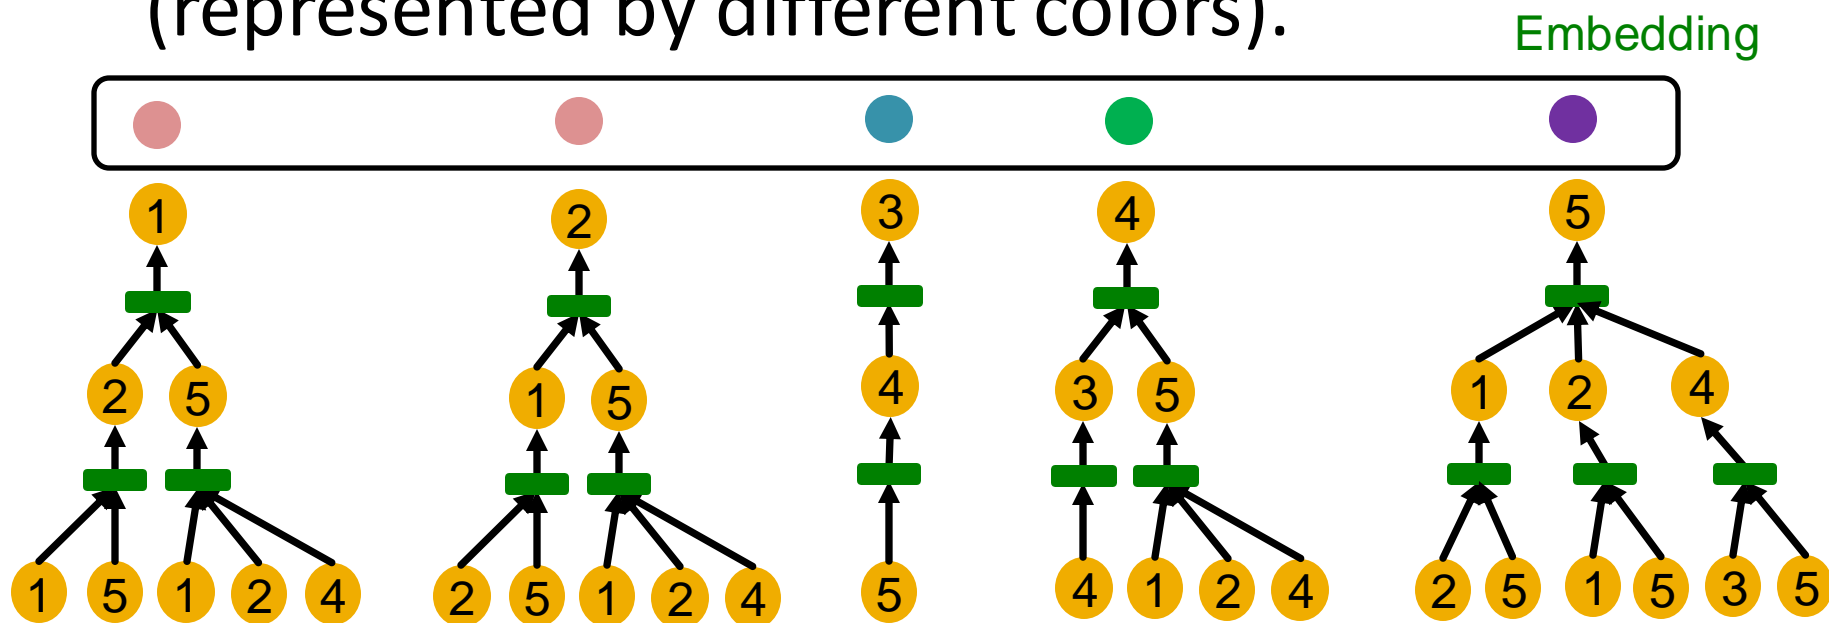 (represented by different colors).
Embedding
1 2 3 4 5
2 5 1 5 4 3 5 1 2 4
1 5 1 2 4 2 5 1 2 4 5 4 1 2 4 2 5 1 5 3 5